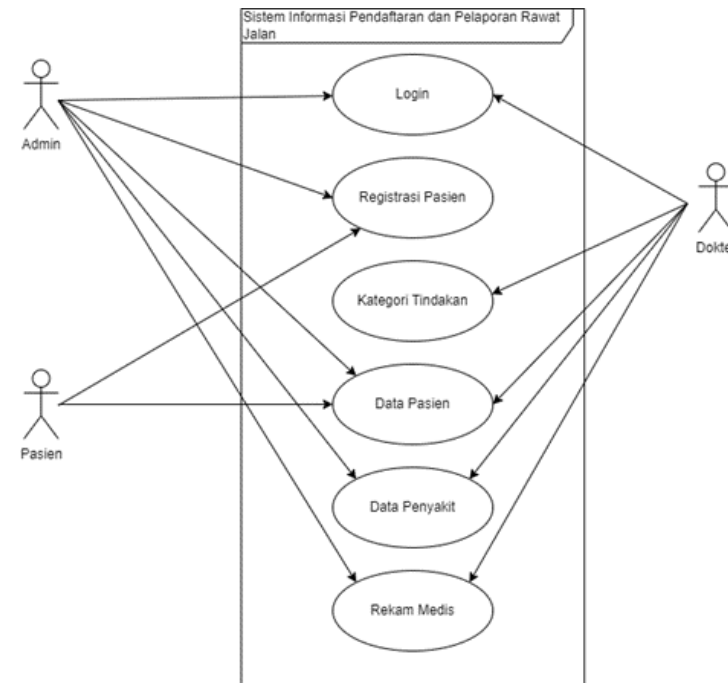 Sistem Informasi Pendaftaran dan Pelaporan Rawat
Jalan
Login
Admin
Registrasi Pasien
Dokte
Kategori Tindakan
Data Pasien
Pasien
Data Penyakit
Rekam Medis